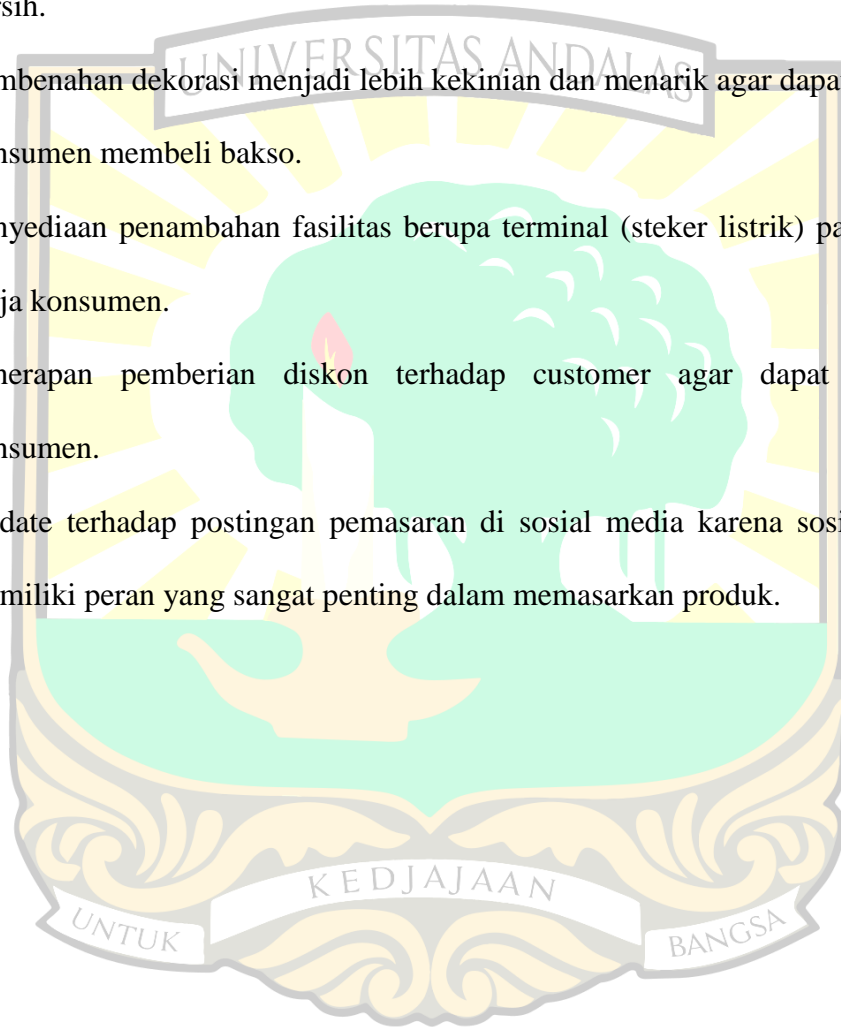 rsih.
UNIVERSITAS ANDALAS
mbenahan dekorasi menjadi lebih kekinian dan menarik agar dapa
nsumen membeli bakso.
nyediaan penambahan fasilitas berupa terminal (steker listrik) pa
ja konsumen.
nerapan pemberian diskon terhadap customer agar dapat
nsumen.
date terhadap postingan pemasaran di sosial media karena sosi
miliki peran yang sangat penting dalam memasarkan produk.
KEDJAJAAN
UNTUK
BANGSA